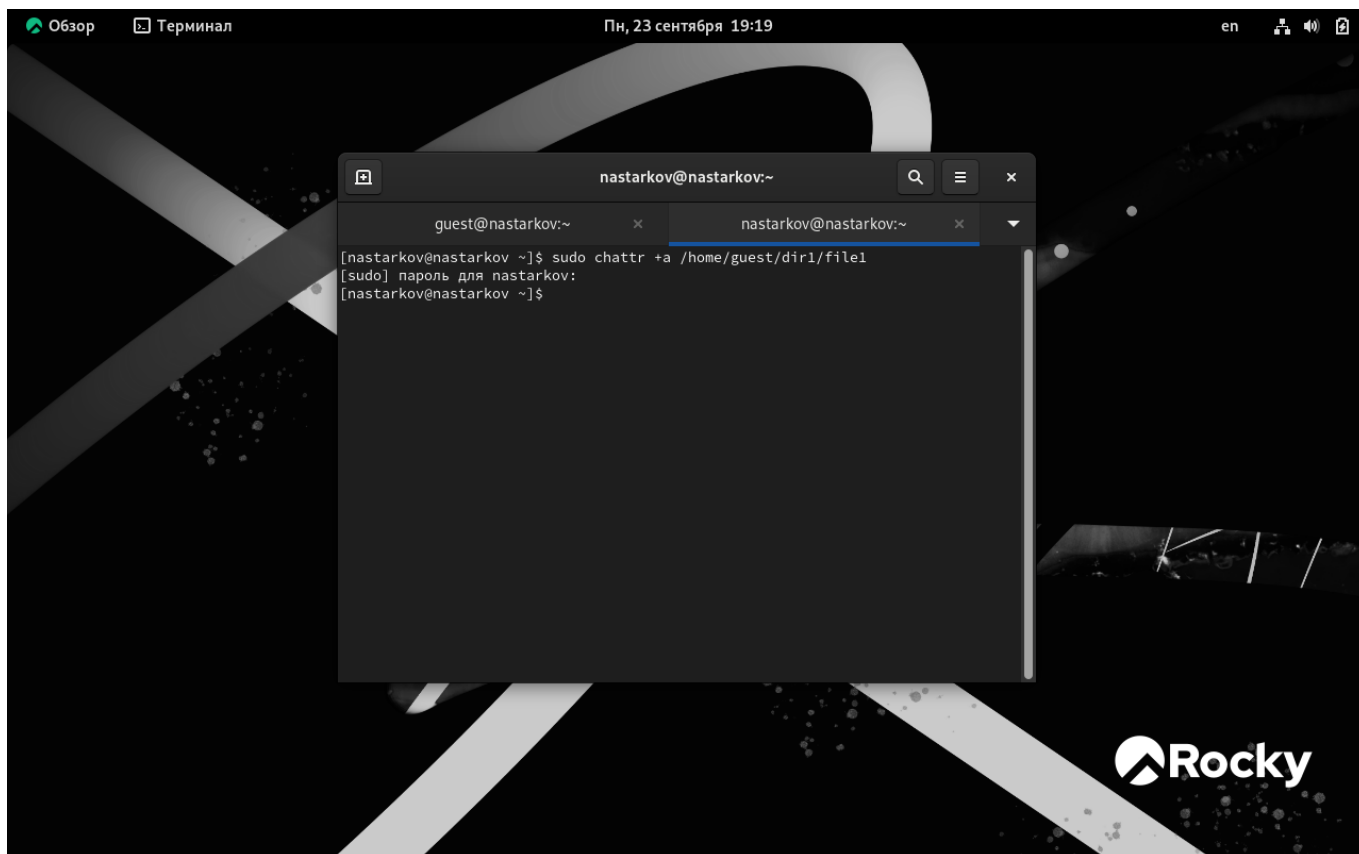 Обзор
Терминал
Пн, 23 сентября 19:19
en
nastarkov@nastarkov:~
guest@nastarkov:~
nastarkov@nastarkov:~
[nastarkov@nastarkov ~]$ sudo chattr +a /home/guest/dir1/file1
[sudo] пароль для nastarkov:
[nastarkov@nastarkov ~]$
Rocky